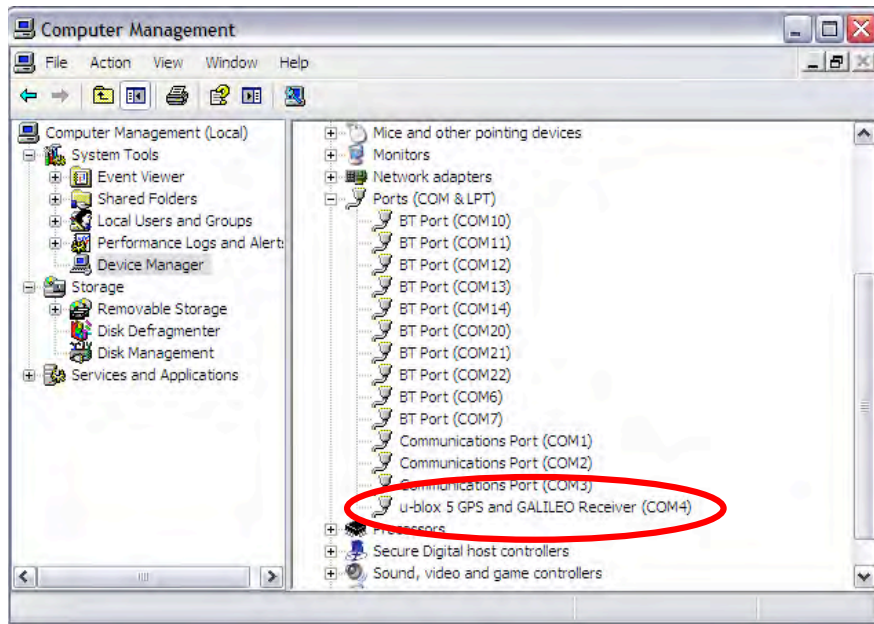 Computer Management
File Action View Window Help
Computer Management (Local)
System Tools
Event Viewer
Shared Folders
Local Users and Groups
Performance Logs and Alert
Device Manager
Storage
Removable Storage
Disk Defragmenter
Disk Management
Services and Applications
Mice and other pointing devices
Monitors
Network adapters
Ports (COM & LPT)
BT Port (COM10)
BT Port (COM11)
BT Port (COM12)
BT Port (COM13)
BT Port (COM14)
BT Port (COM20)
BT Port (COM21)
BT Port (COM22)
BT Port (COM6)
BT Port (COM7)
Communications Port (COM1)
Communications Port (COM2)
Communications Port (COM3)
u-blox 5 GPS and GALILEO Receiver (COM4)
Processors
Secure Digital host controllers
Sound, video and game controllers